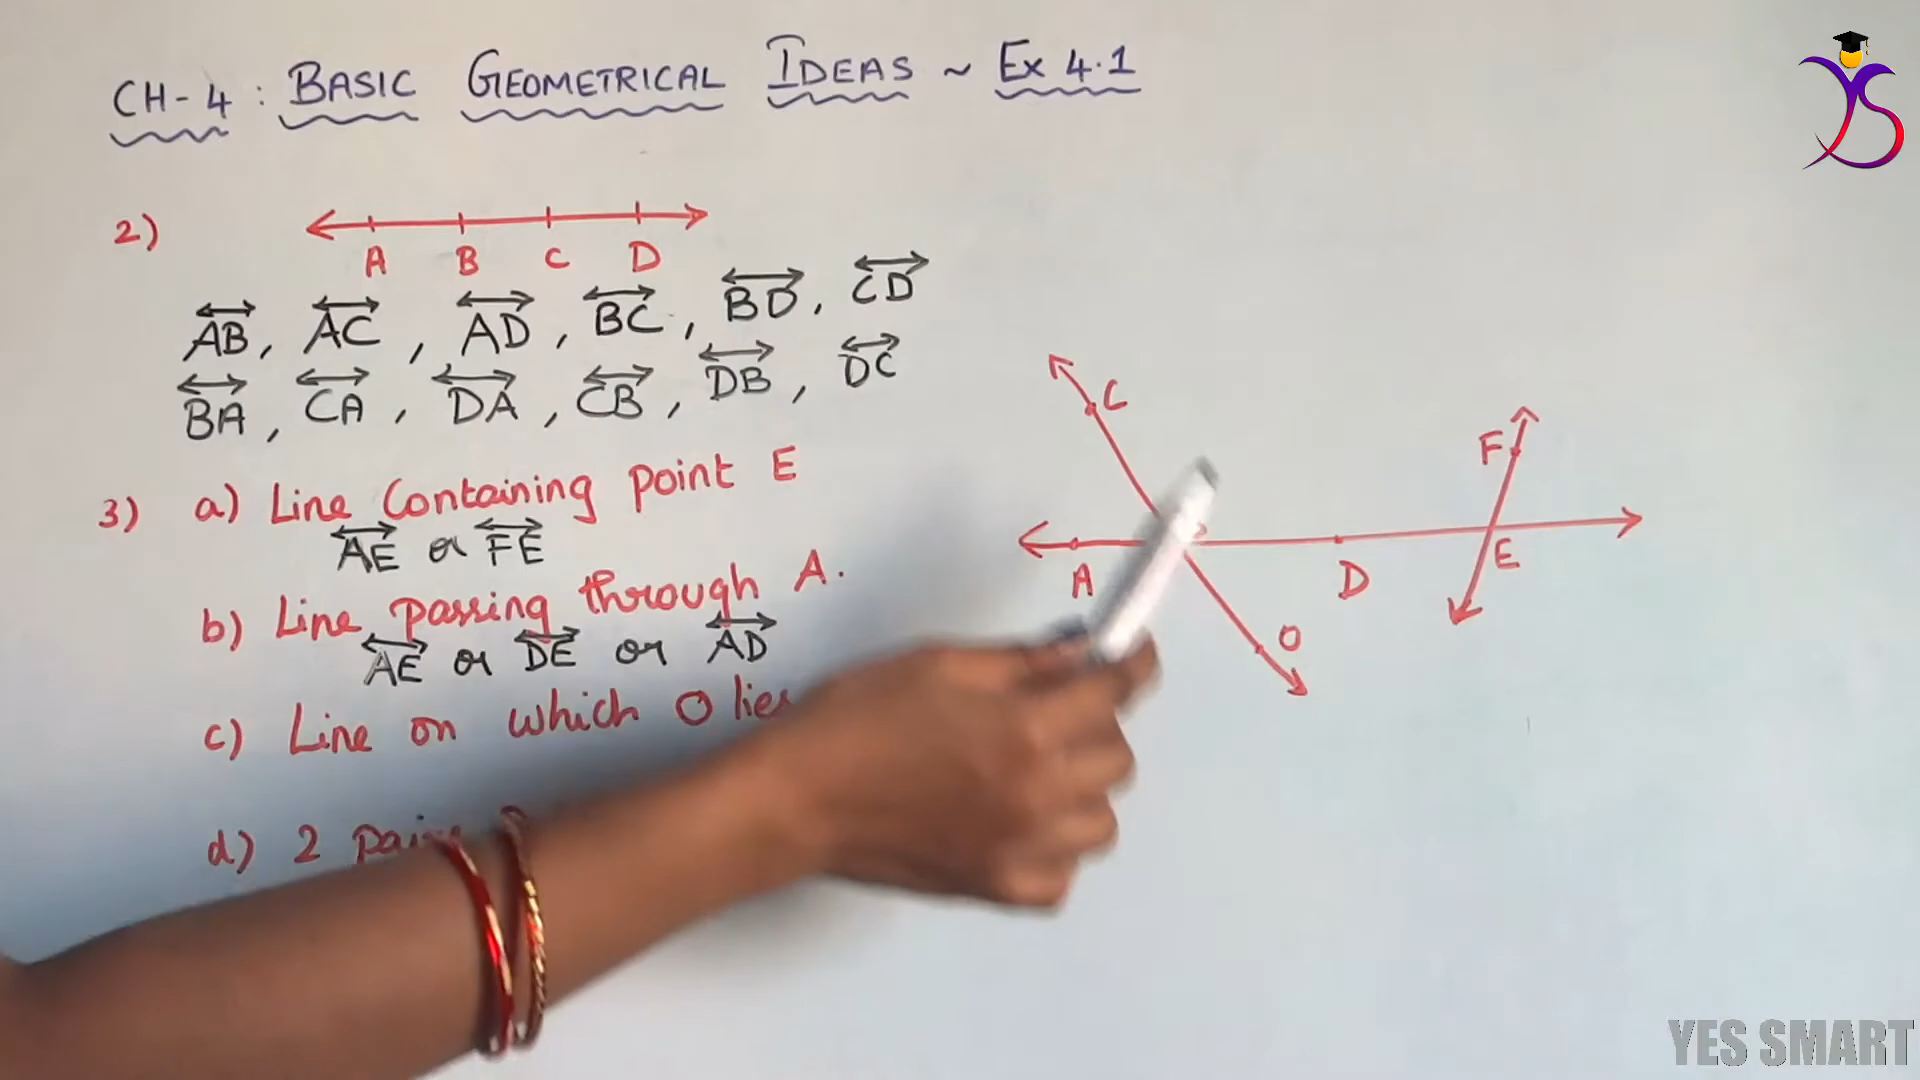 CH-4 : BASIC GEOMETRICAL IDEAS ~ Ex 4.1
2)
A B C D
AB, AC, AD, BC, BD, CD
BA, CA, DA, CB, DB, DC
3) a) Line Containing point E
AE or FE
b) Line passing through A.
AE or DE or AD
c) Line on which O lies
d) 2
C
F
A
D
E
O
YES SMART